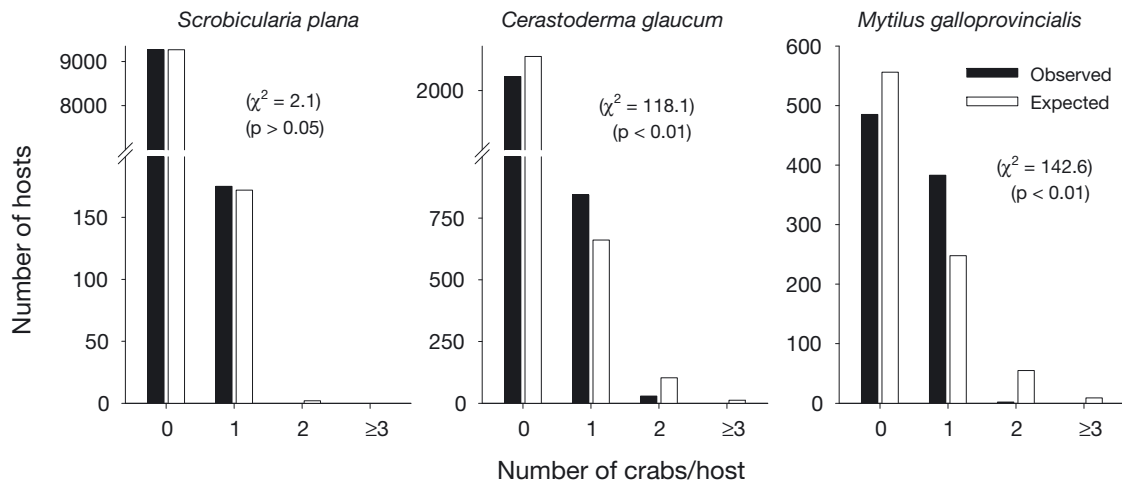 Scrobicularia plana
Cerastoderma glaucum
Mytilus galloprovincialis
Number of hosts
9000
8000
150
100
50
0
(χ² = 2.1)
(p > 0.05)
0 1 2 ≥3
2000
750
500
250
0
(χ² = 118.1)
(p < 0.01)
0 1 2 ≥3
600
500
400
300
200
100
0
Observed
Expected
(χ² = 142.6)
(p < 0.01)
0 1 2 ≥3
Number of crabs/host